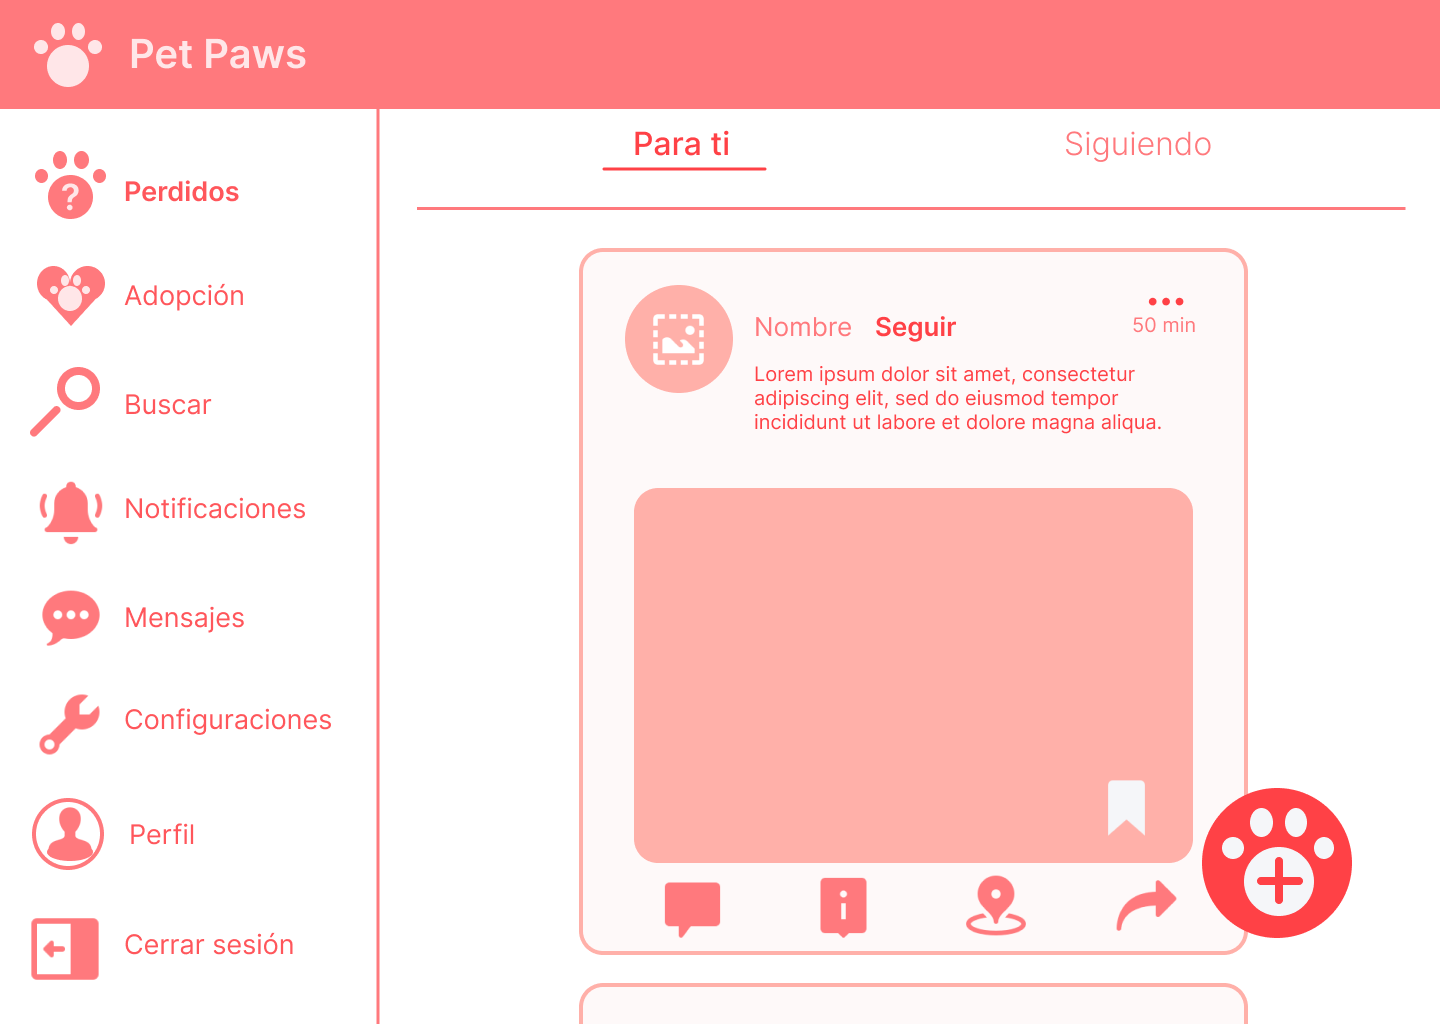 Pet Paws
?
Perdidos
Adopción
Buscar
Notificaciones
Mensajes
Configuraciones
Perfil
Cerrar sesión
Para ti
Siguiendo
Nombre Seguir
50 min
Lorem ipsum dolor sit amet, consectetur
adipiscing elit, sed do eiusmod tempor
incididunt ut labore et dolore magna aliqua.